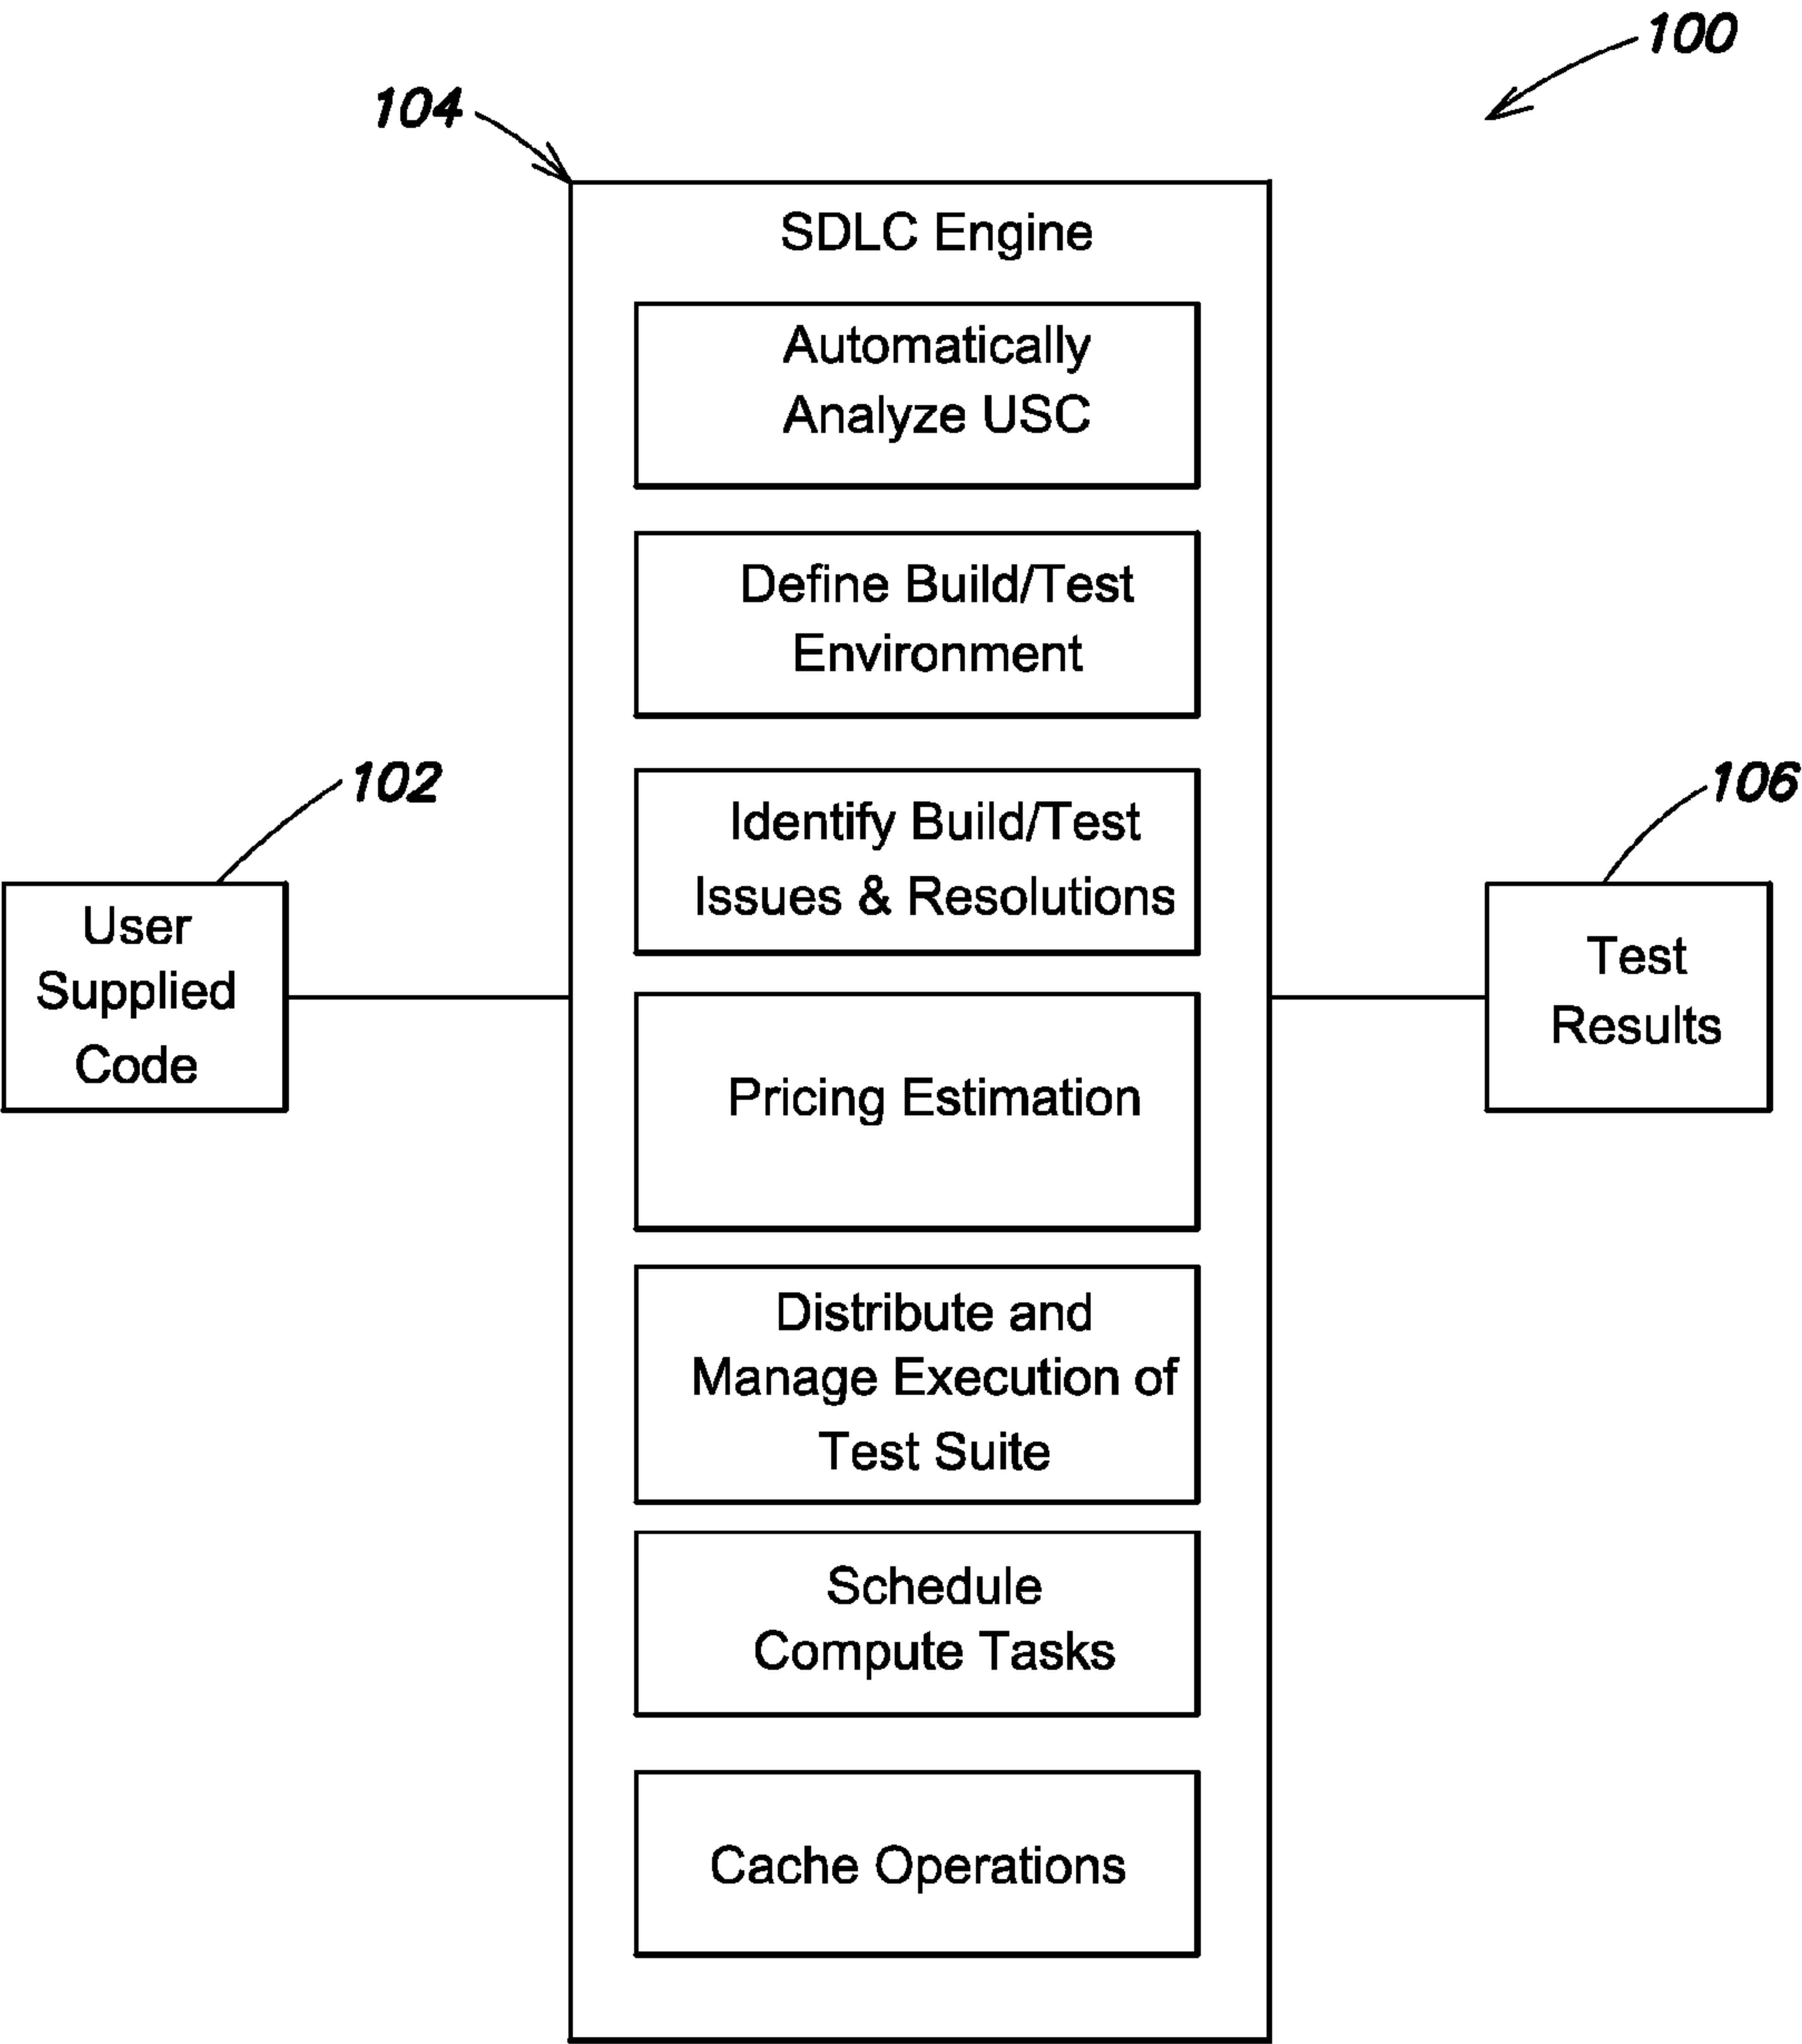 100
104
SDLC Engine
Automatically
Analyze USC
Define Build/Test
Environment
102
Identify Build/Test
Issues & Resolutions
106
User
Supplied
Code
Test
Results
Pricing Estimation
Distribute and
Manage Execution of
Test Suite
Schedule
Compute Tasks
Cache Operations